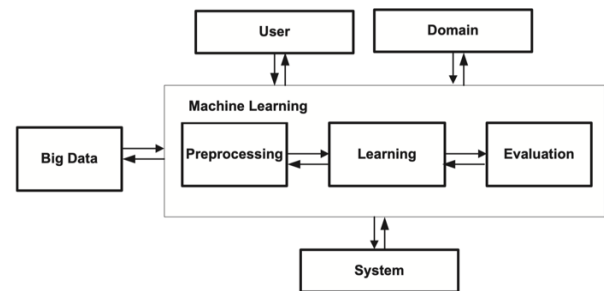 User
Domain
Machine Learning
Big Data
Preprocessing
Learning
Evaluation
System